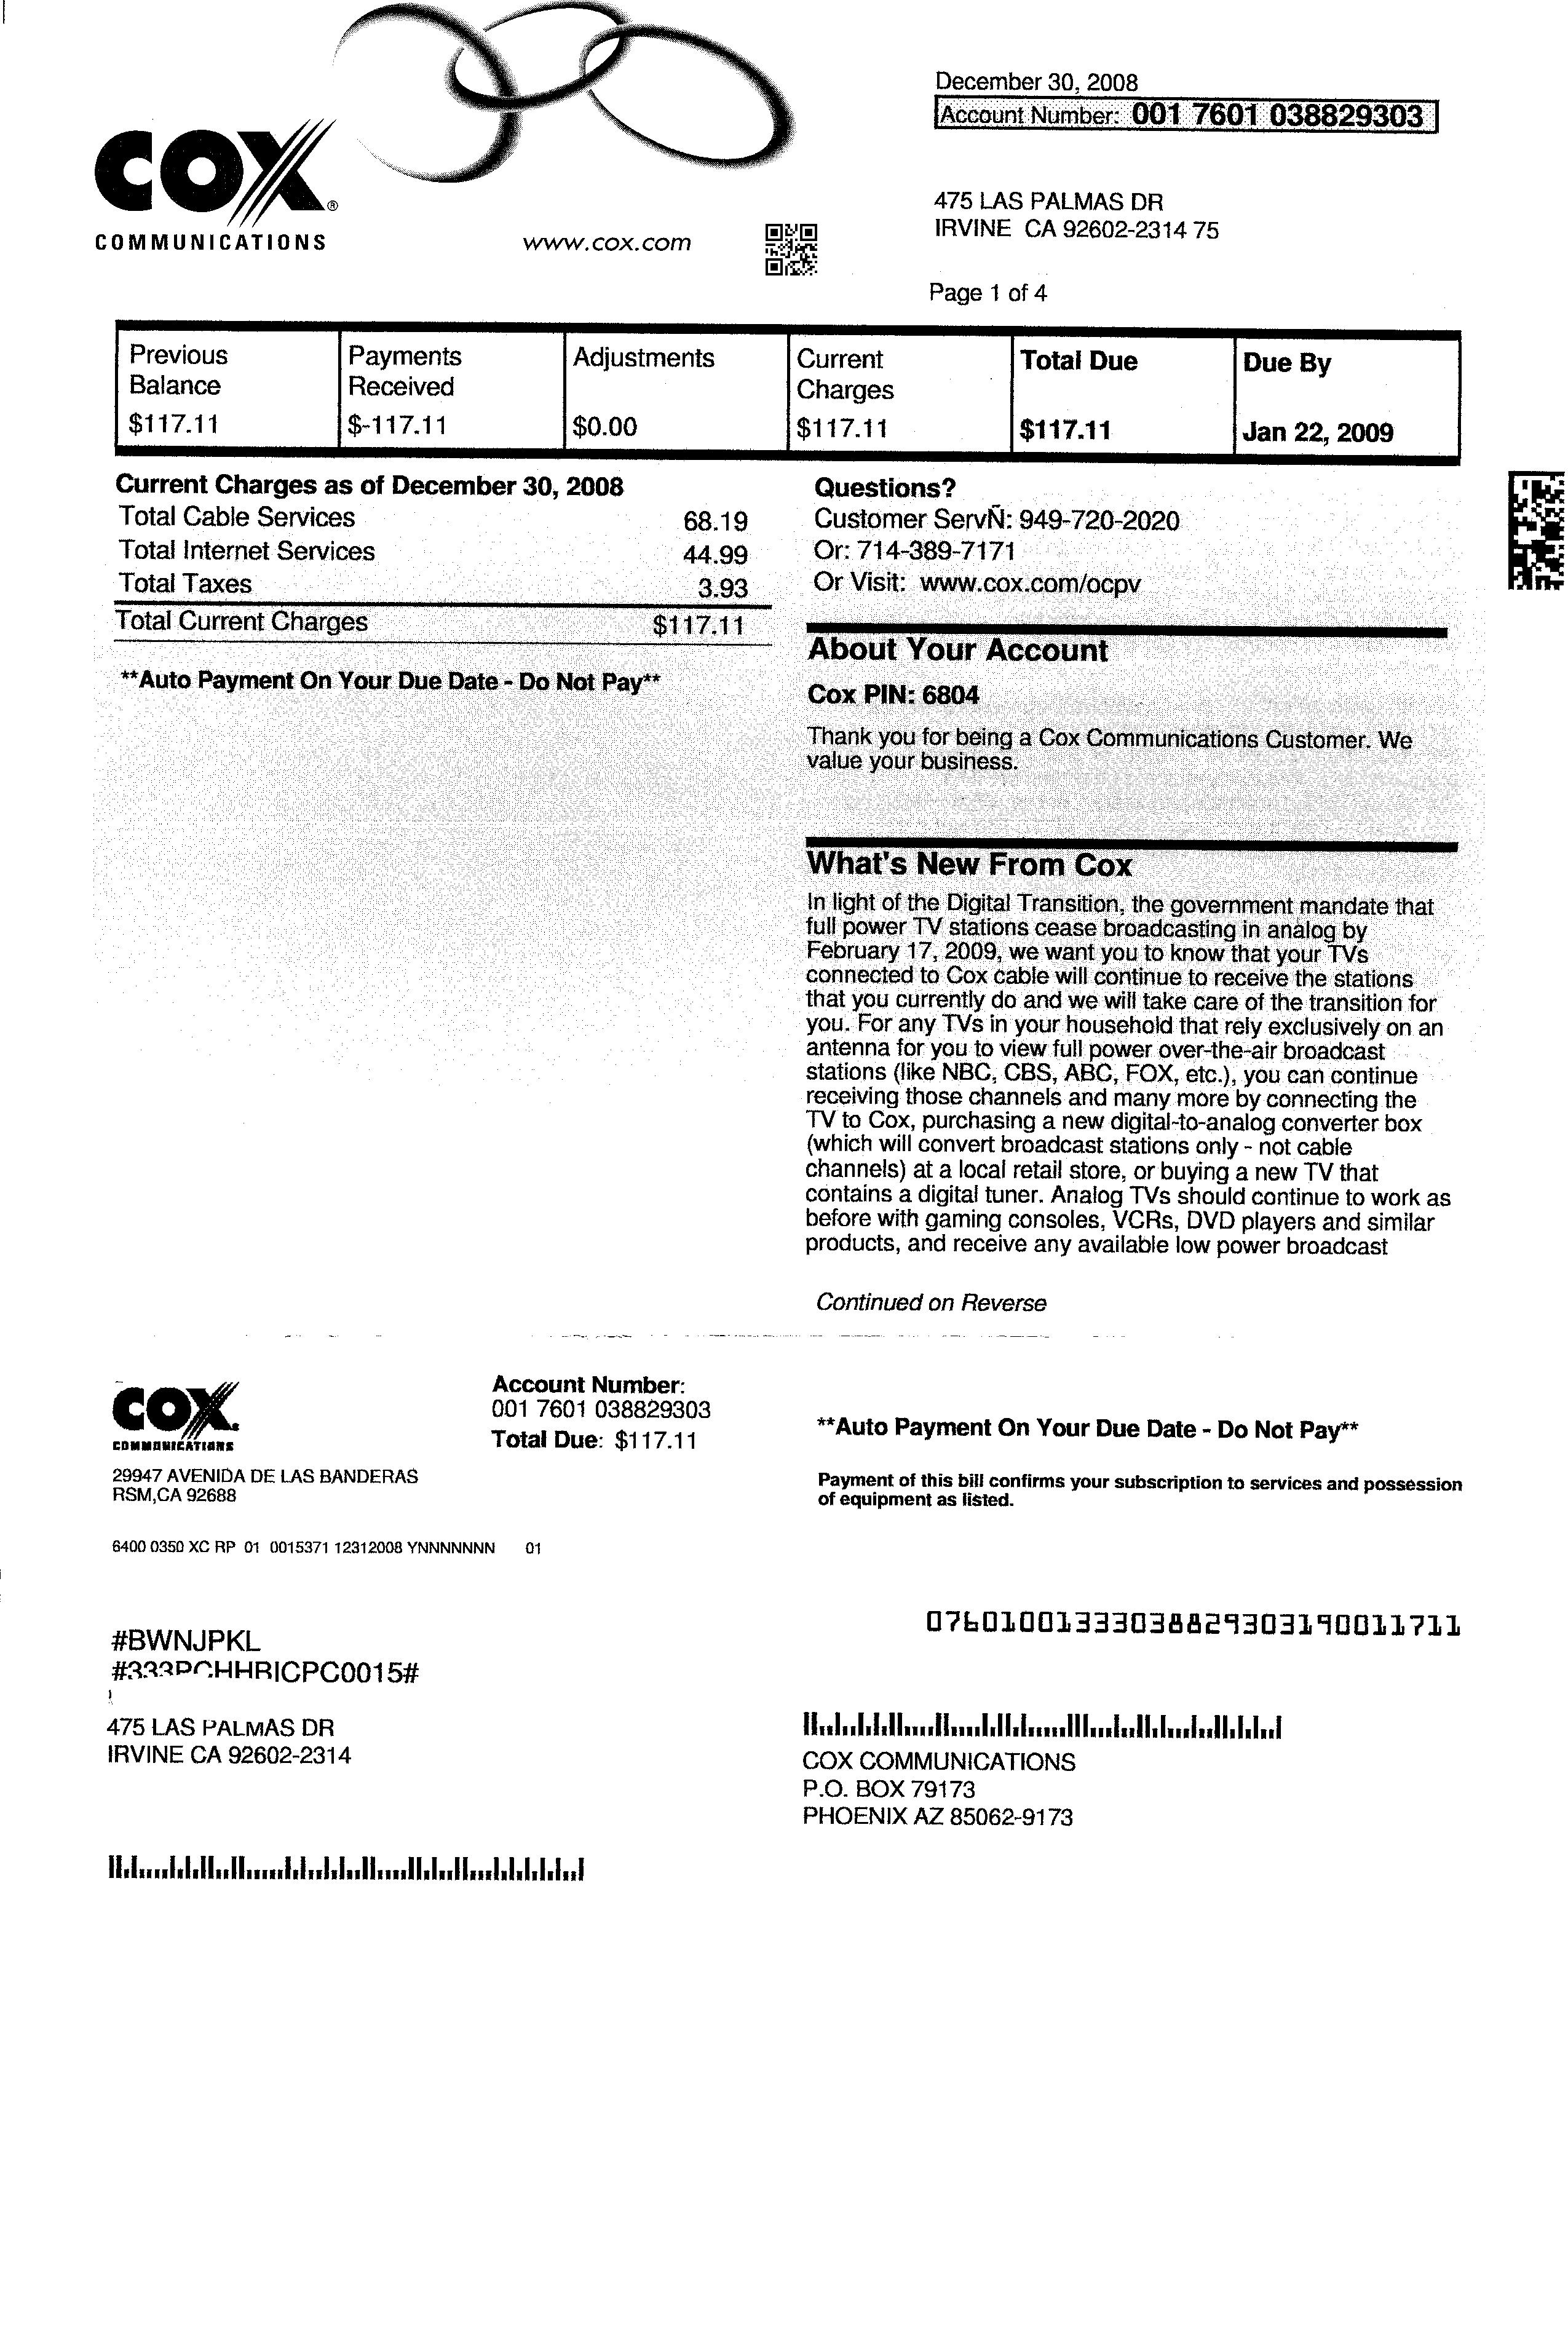 COX®
COMMUNICATIONS
www.cox.com
December 30, 2008
Account Number: 001 7601 038829303
475 LAS PALMAS DR
IRVINE CA 92602-2314 75
Page 1 of 4
Previous Balance Payments Received Adjustments Current Charges Total Due Due By
$117.11 $-117.11 $0.00 $117.11 $117.11 Jan 22, 2009
Current Charges as of December 30, 2008
Total Cable Services 68.19
Total Internet Services 44.99
Total Taxes 3.93
Total Current Charges $117.11
**Auto Payment On Your Due Date - Do Not Pay**
Questions?
Customer ServÑ: 949-720-2020
Or: 714-389-7171
Or Visit: www.cox.com/ocpv
About Your Account
Cox PIN: 6804
Thank you for being a Cox Communications Customer. We
value your business.
What's New From Cox
In light of the Digital Transition, the government mandate that
full power TV stations cease broadcasting in analog by
February 17, 2009, we want you to know that your TVs
connected to Cox cable will continue to receive the stations
that you currently do and we will take care of the transition for
you. For any TVs in your household that rely exclusively on an
antenna for you to view full power over-the-air broadcast
stations (like NBC, CBS, ABC, FOX, etc.), you can continue
receiving those channels and many more by connecting the
TV to Cox, purchasing a new digital-to-analog converter box
(which will convert broadcast stations only - not cable
channels) at a local retail store, or buying a new TV that
contains a digital tuner. Analog TVs should continue to work as
before with gaming consoles, VCRs, DVD players and similar
products, and receive any available low power broadcast
Continued on Reverse
COX
COMMUNICATIONS
29947 AVENIDA DE LAS BANDERAS
RSM,CA 92688
Account Number:
001 7601 038829303
Total Due: $117.11
**Auto Payment On Your Due Date - Do Not Pay**
Payment of this bill confirms your subscription to services and possession
of equipment as listed.
6400 0350 XC RP 01 0015371 12312008 YNNNNNNN 01
07601001333038829303190011711
#BWNJPKL
475 LAS PALMAS DR
IRVINE CA 92602-2314
COX COMMUNICATIONS
P.O. BOX 79173
PHOENIX AZ 85062-9173